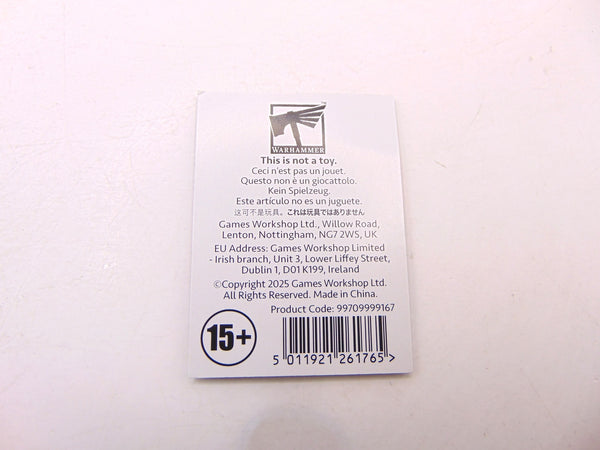 WARHAMMER
This is not a toy.
Ceci n'est pas un jouet.
Questo non è un giocattolo.
Kein Spielzeug.
Este artículo no es un juguete.
这可不是玩具。これは玩具ではありません
Games Workshop Ltd., Willow Road,
Lenton, Nottingham, NG7 2WS, UK
EU Address: Games Workshop Limited
- Irish branch, Unit 3, Lower Liffey Street,
Dublin 1, D01 K199, Ireland
©Copyright 2025 Games Workshop Ltd.
All Rights Reserved. Made in China.
Product Code: 99709999167
15+
5 011921 261765 >